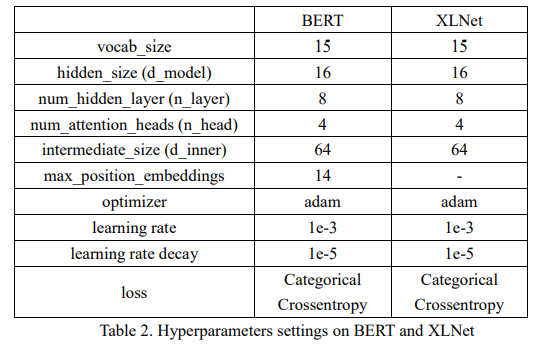 BERT XLNet
vocab_size 15 15
hidden_size (d_model) 16 16
num_hidden_layer (n_layer) 8 8
num_attention_heads (n_head) 4 4
intermediate_size (d_inner) 64 64
max_position_embeddings 14 -
optimizer adam adam
learning rate 1e-3 1e-3
learning rate decay 1e-5 1e-5
loss Categorical Crossentropy Categorical Crossentropy
Table 2. Hyperparameters settings on BERT and XLNet